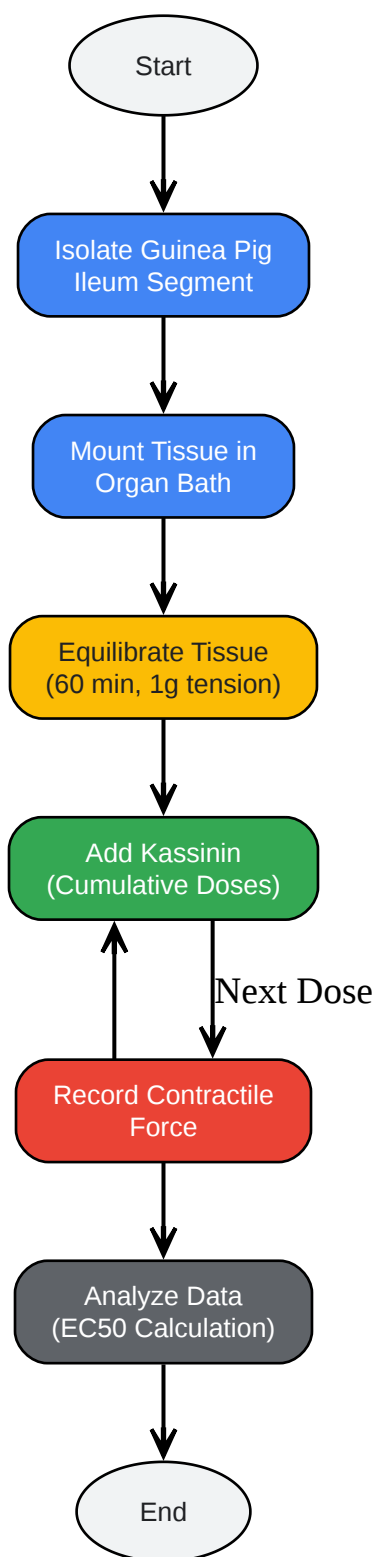 Start
Isolate Guinea Pig
Ileum Segment
Mount Tissue in
Organ Bath
Equilibrate Tissue
(60 min, 1g tension)
Add Kassinin
(Cumulative Doses)
Next Dose
Record Contractile
Force
Analyze Data
(EC50 Calculation)
End